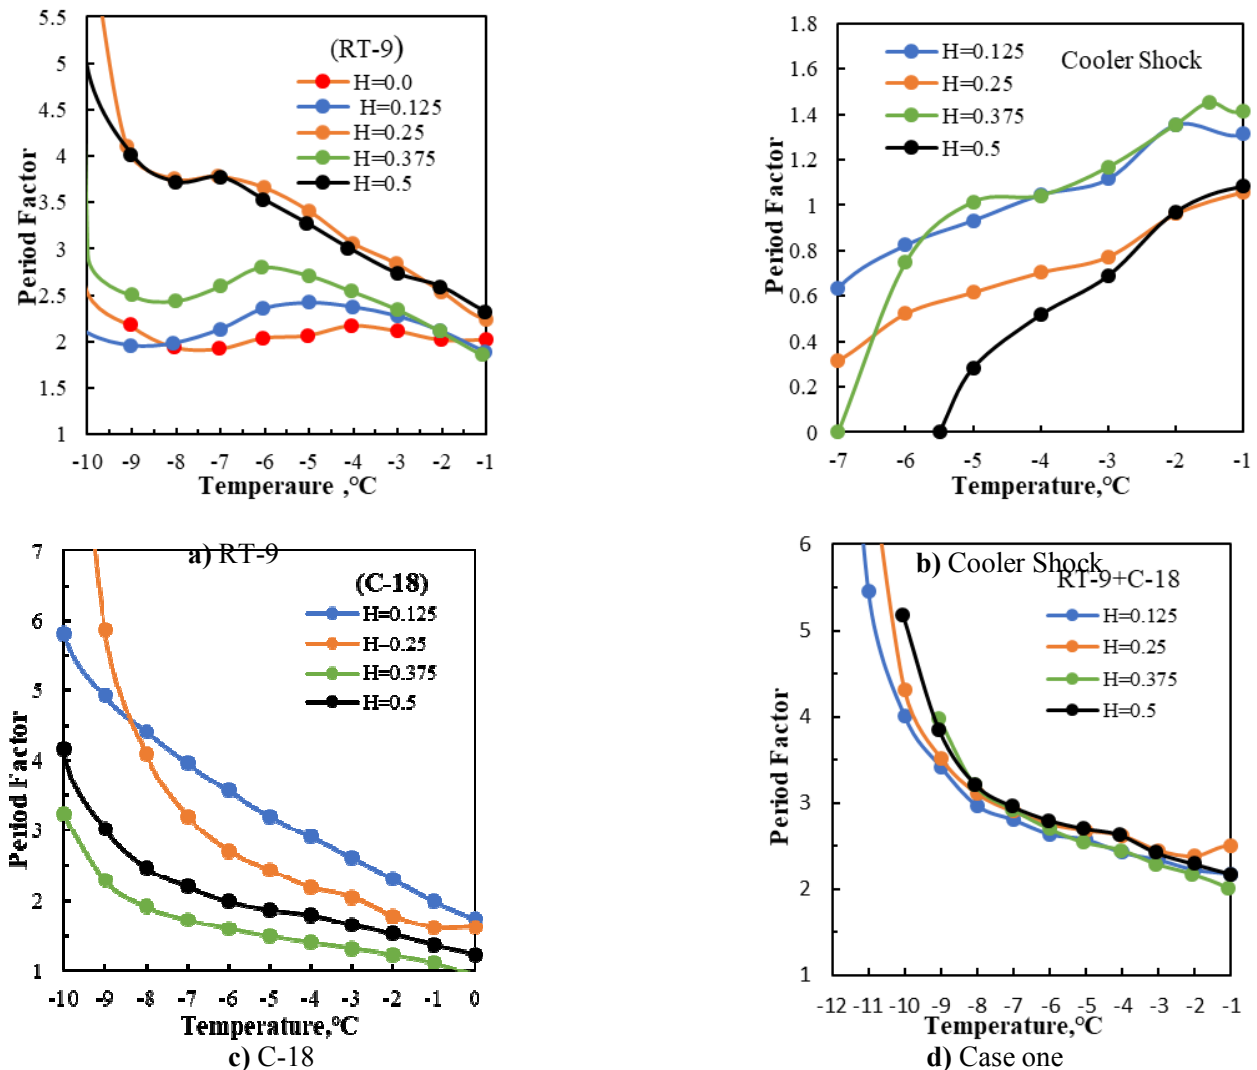 5.5
5
4.5
4
3.5
3
2.5
2
1.5
1
Period Factor
(RT-9)
H=0.0
H=0.125
H=0.25
H=0.375
H=0.5
-10 -9 -8 -7 -6 -5 -4 -3 -2 -1
Temperaure ,°C
a) RT-9
1.8
1.6
1.4
1.2
1
0.8
0.6
0.4
0.2
0
Period Factor
Cooler Shock
H=0.125
H=0.25
H=0.375
H=0.5
-7 -6 -5 -4 -3 -2 -1
Temperature,°C
b) Cooler Shock
7
6
5
4
3
2
1
Period Factor
(C-18)
H=0.125
H=0.25
H=0.375
H=0.5
-10 -9 -8 -7 -6 -5 -4 -3 -2 -1 0
Temperature,°C
c) C-18
6
5
4
3
2
1
Period Factor
RT-9+C-18
H=0.125
H=0.25
H=0.375
H=0.5
-12 -11 -10 -9 -8 -7 -6 -5 -4 -3 -2 -1
Temperature,°C
d) Case one